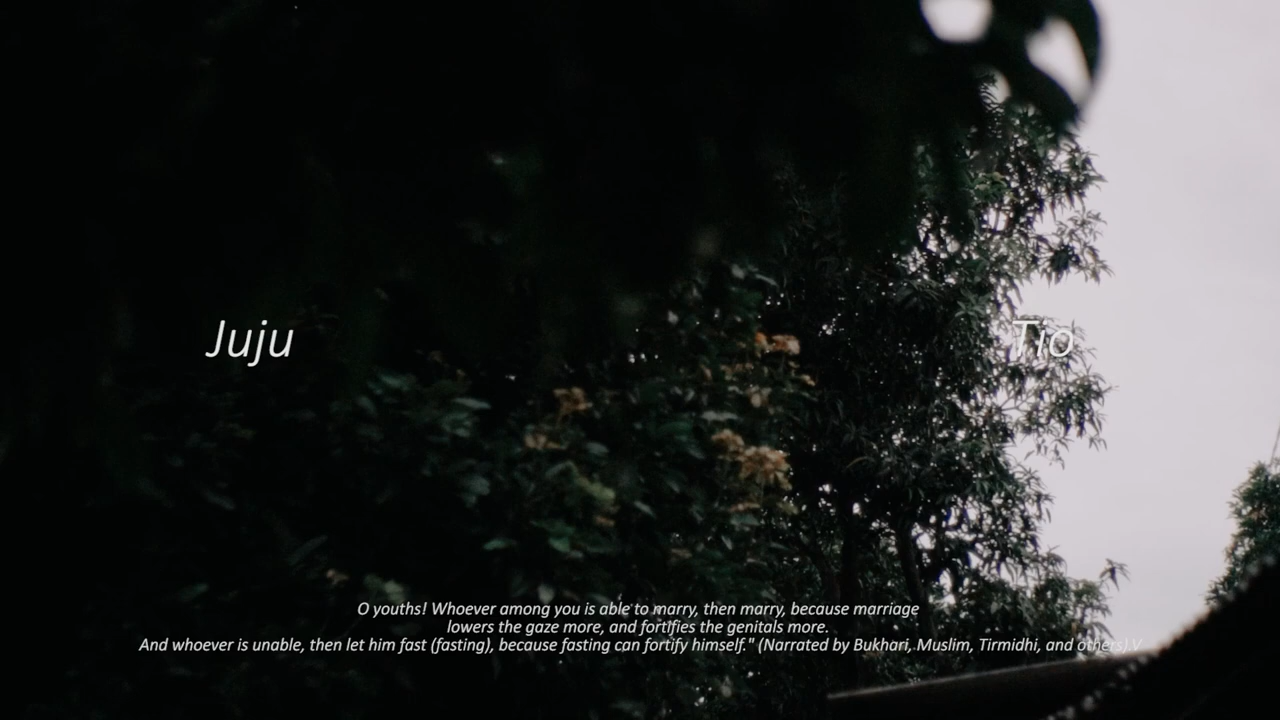 Juju Tio
O youths! Whoever among you is able to marry, then marry, because marriage
lowers the gaze more, and fortifies the genitals more.
And whoever is unable, then let him fast (fasting), because fasting can fortify himself." (Narrated by Bukhari, Muslim, Tirmidhi, and others).V